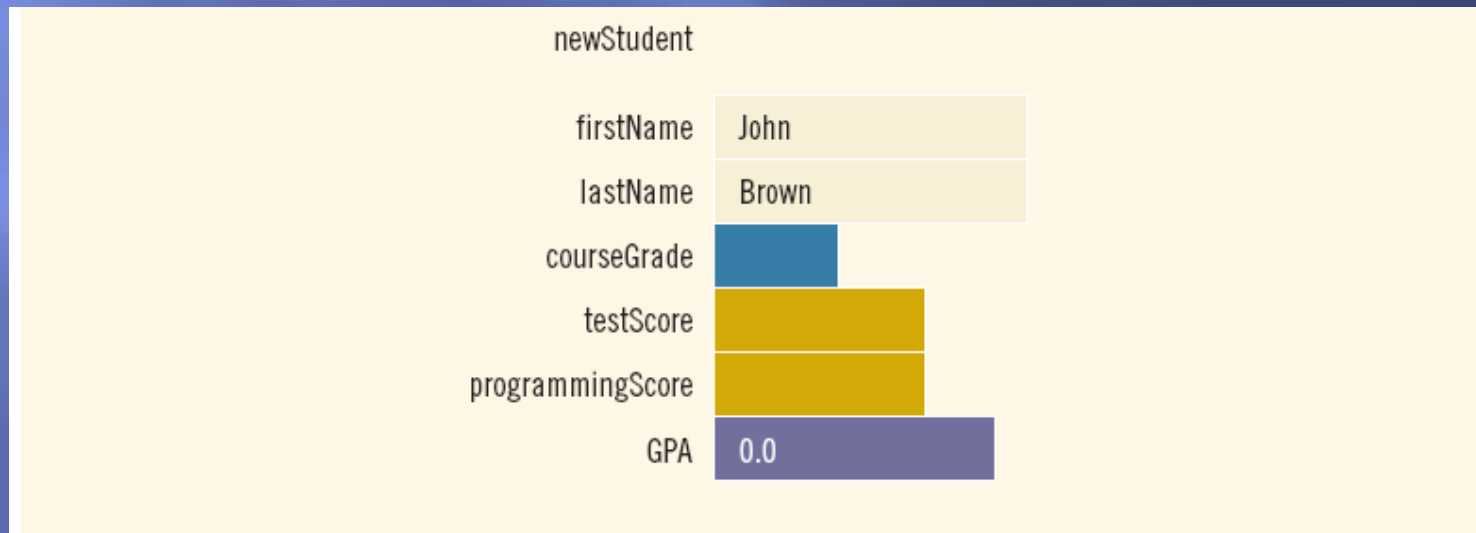 newStudent
firstName John
lastName Brown
courseGrade
testScore
programmingScore
GPA 0.0